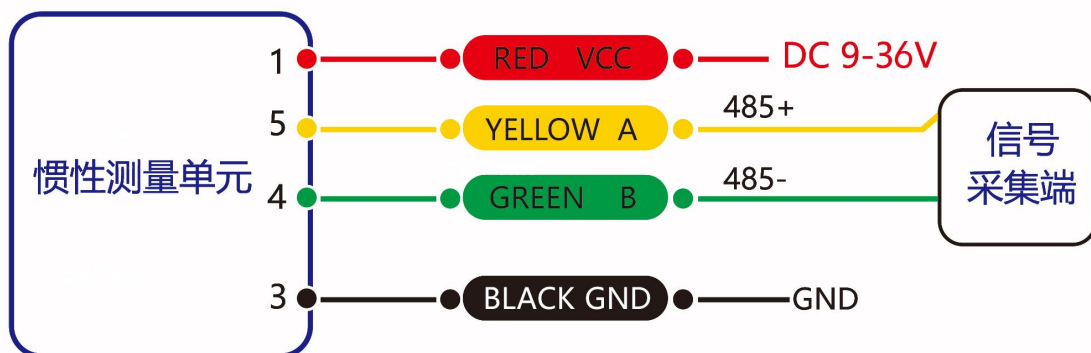 惯性测量单元
1 RED VCC DC 9-36V
5 YELLOW A 485+
4 GREEN B 485-
3 BLACK GND GND
信号
采集端